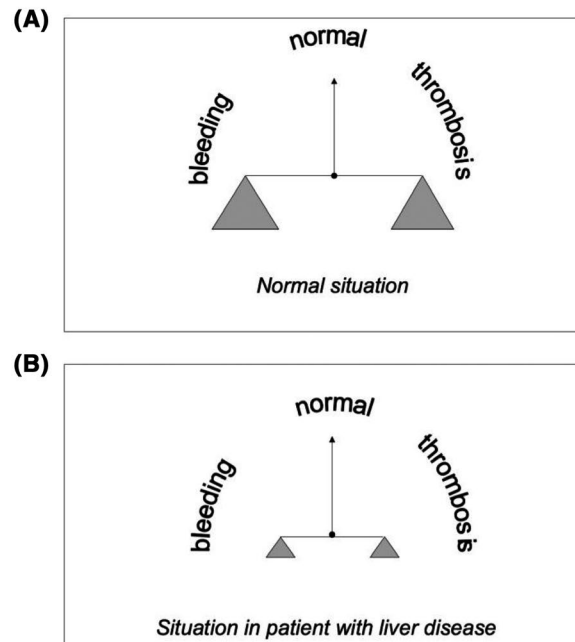 (A)
normal
bleeding
thrombosis
Normal situation
(B)
normal
bleeding
thrombosis
Situation in patient with liver disease